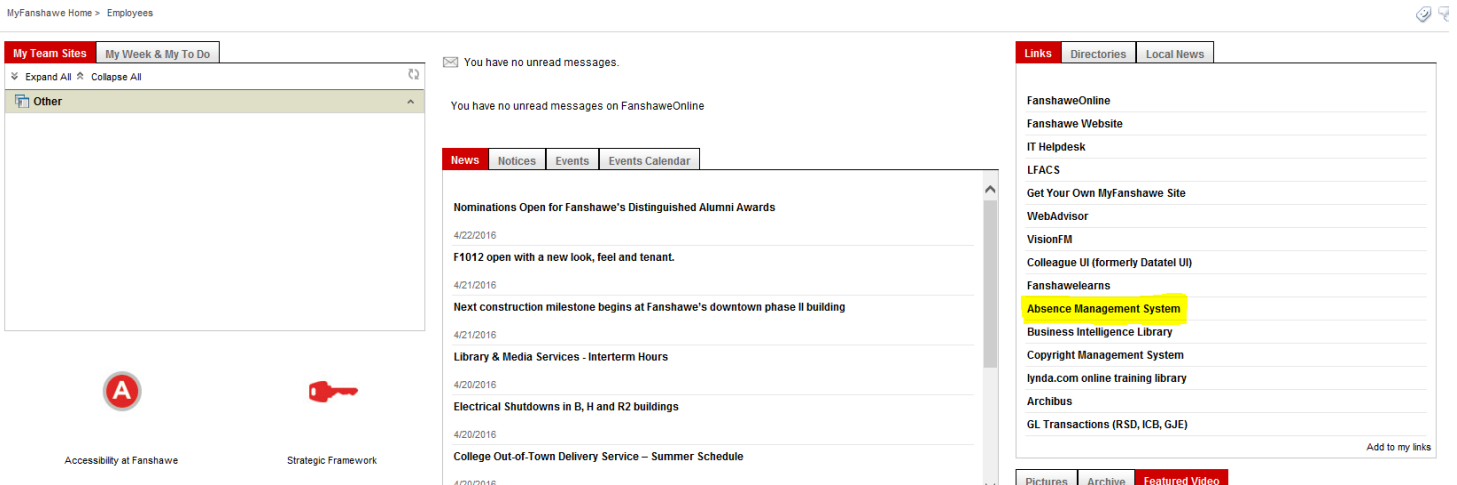 MyFanshawe Home > Employees
My Team Sites
My Week & My To Do
Expand All
Collapse All
Other
A
Accessibility at Fanshawe
Strategic Framework
You have no unread messages.
You have no unread messages on FanshaweOnline
News
Notices
Events
Events Calendar
Nominations Open for Fanshawe's Distinguished Alumni Awards
4/22/2016
F1012 open with a new look, feel and tenant.
4/21/2016
Next construction milestone begins at Fanshawe's downtown phase II building
4/21/2016
Library & Media Services - Interterm Hours
4/20/2016
Electrical Shutdowns in B, H and R2 buildings
4/20/2016
College Out-of-Town Delivery Service – Summer Schedule
4/20/2016
Links
Directories
Local News
FanshaweOnline
Fanshawe Website
IT Helpdesk
LFACS
Get Your Own MyFanshawe Site
WebAdvisor
VisionFM
Colleague UI (formerly Datatel UI)
Fanshawelearns
Absence Management System
Business Intelligence Library
Copyright Management System
lynda.com online training library
Archibus
GL Transactions (RSD, ICB, GJE)
Add to my links
Pictures
Archive
Featured Video